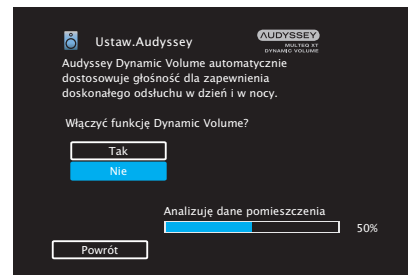 Ustaw.Audyssey
AUDYSSEY
MULTEQ XT
DYNAMIC VOLUME
Audyssey Dynamic Volume automatycznie
dostosowuje głośność dla zapewnienia
doskonałego odsłuchu w dzień i w nocy.
Włączyć funkcję Dynamic Volume?
Tak
Nie
Analizuję dane pomieszczenia
50%
Powrót